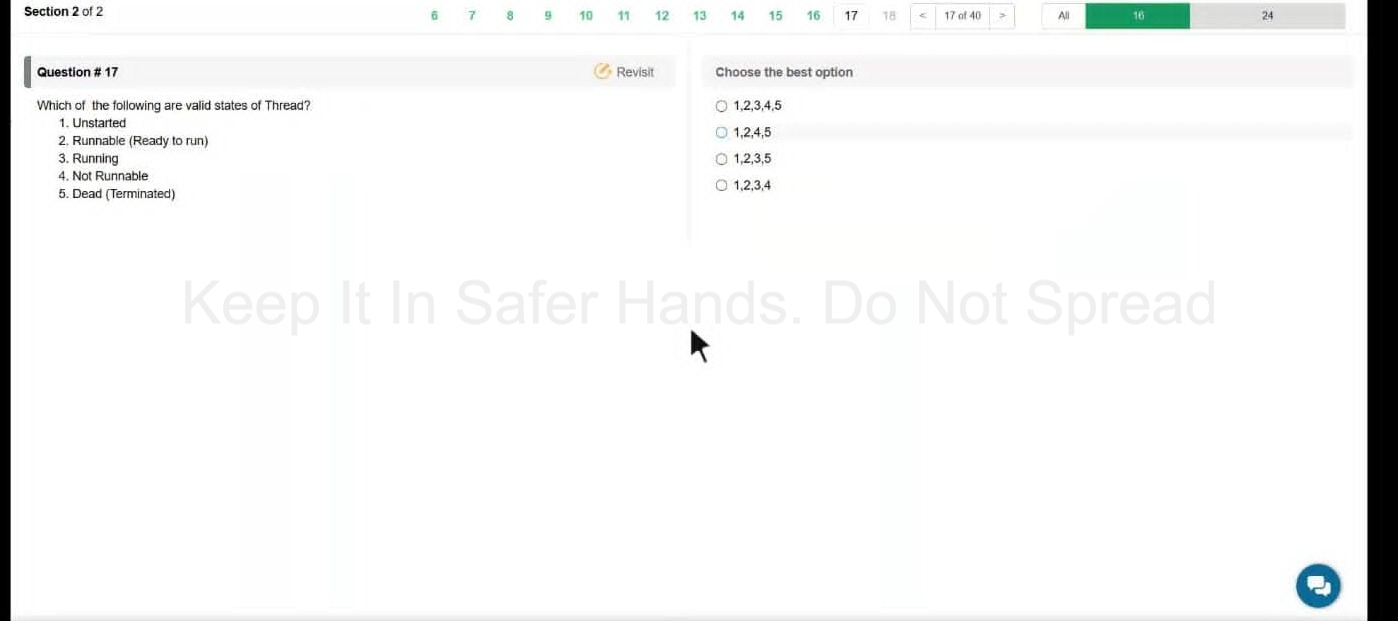 Section 2 of 2
6 7 8 9 10 11 12 13 14 15 16 17 18 < 17 of 40 > All 16 24
Question # 17
Revisit
Which of the following are valid states of Thread?
1. Unstarted
2. Runnable (Ready to run)
3. Running
4. Not Runnable
5. Dead (Terminated)
Choose the best option
1,2,3,4,5
1,2,4,5
1,2,3,5
1,2,3,4
Keep It In Safer Hands. Do Not Spread